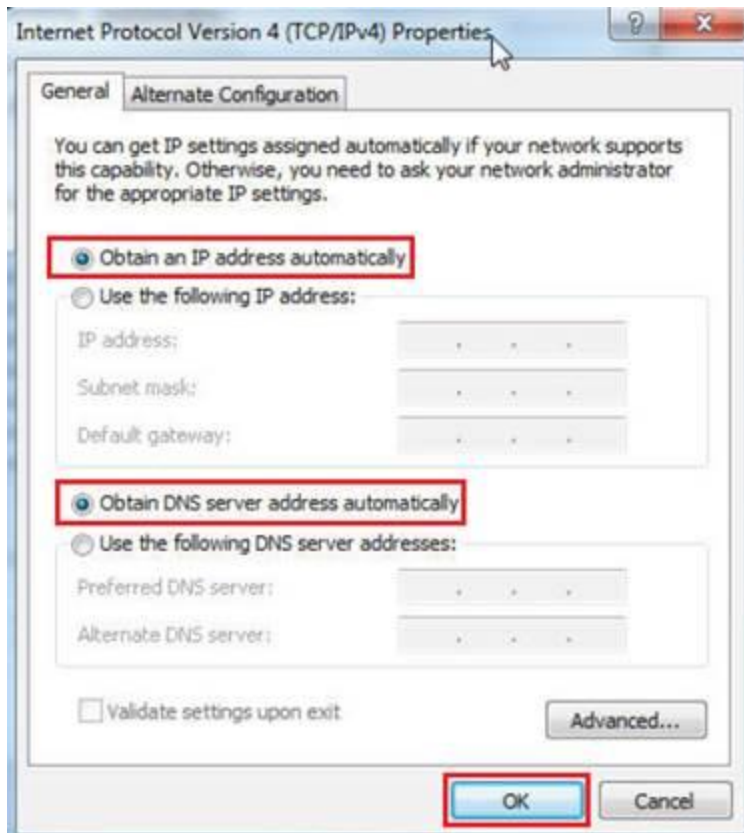 Internet Protocol Version 4 (TCP/IPv4) Properties
General
Alternate Configuration
You can get IP settings assigned automatically if your network supports
this capability. Otherwise, you need to ask your network administrator
for the appropriate IP settings.
Obtain an IP address automatically
Use the following IP address:
IP address:
Subnet mask:
Default gateway:
Obtain DNS server address automatically
Use the following DNS server addresses:
Preferred DNS server:
Alternate DNS server:
Validate settings upon exit
Advanced...
OK
Cancel